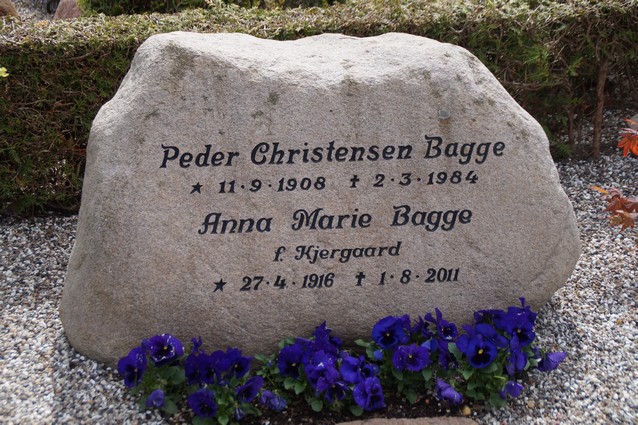 Peder Christensen Bagge
★ 11·9·1908 ✝ 2·3·1984
Anna Marie Bagge
f. Kjergaard
★ 27·4·1916 ✝ 1·8·2011